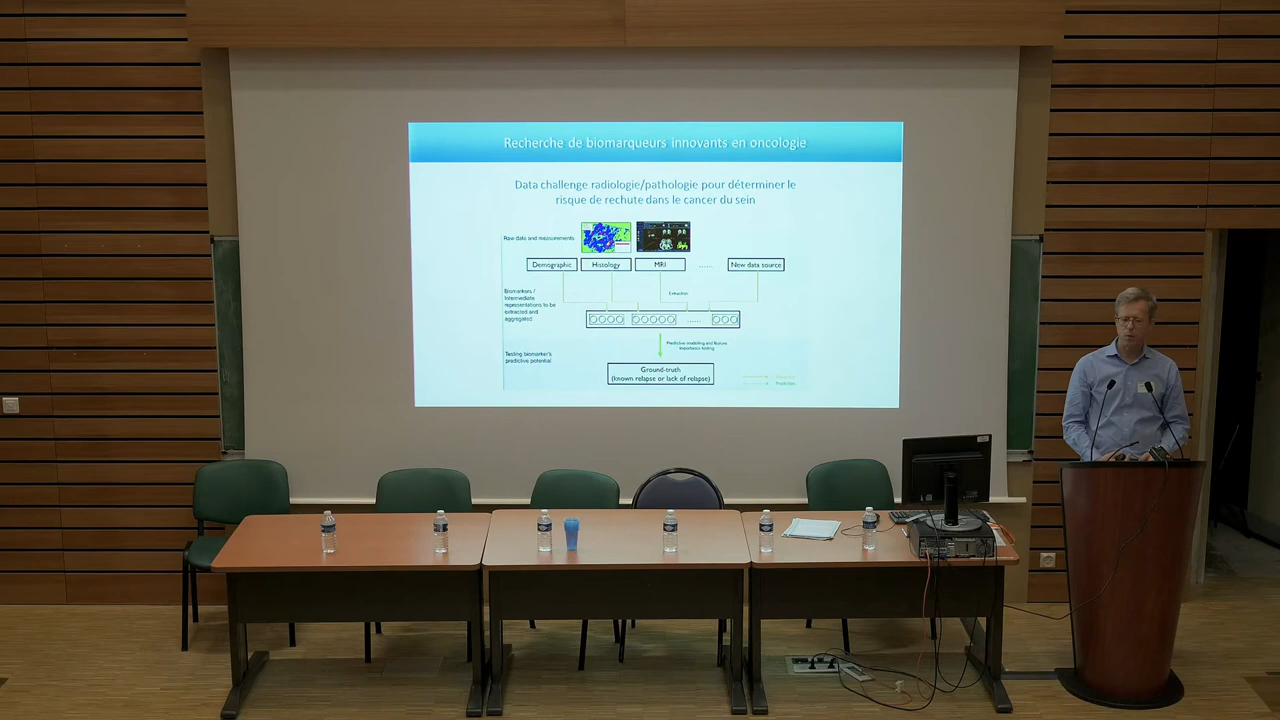 Recherche de biomarqueurs innovants en oncologie
Data challenge radiologie/pathologie pour déterminer le
risque de rechute dans le cancer du sein
Raw data and measurements
Demographic
Histology
MRI
......
New data source
Extraction
Biomarkers /
Intermediate
representations to be
extracted and
aggregated
......
Predictive modeling and feature
importance testing
Testing biomarker's
predictive potential
Ground-truth
(known relapse or lack of relapse)
Prediction